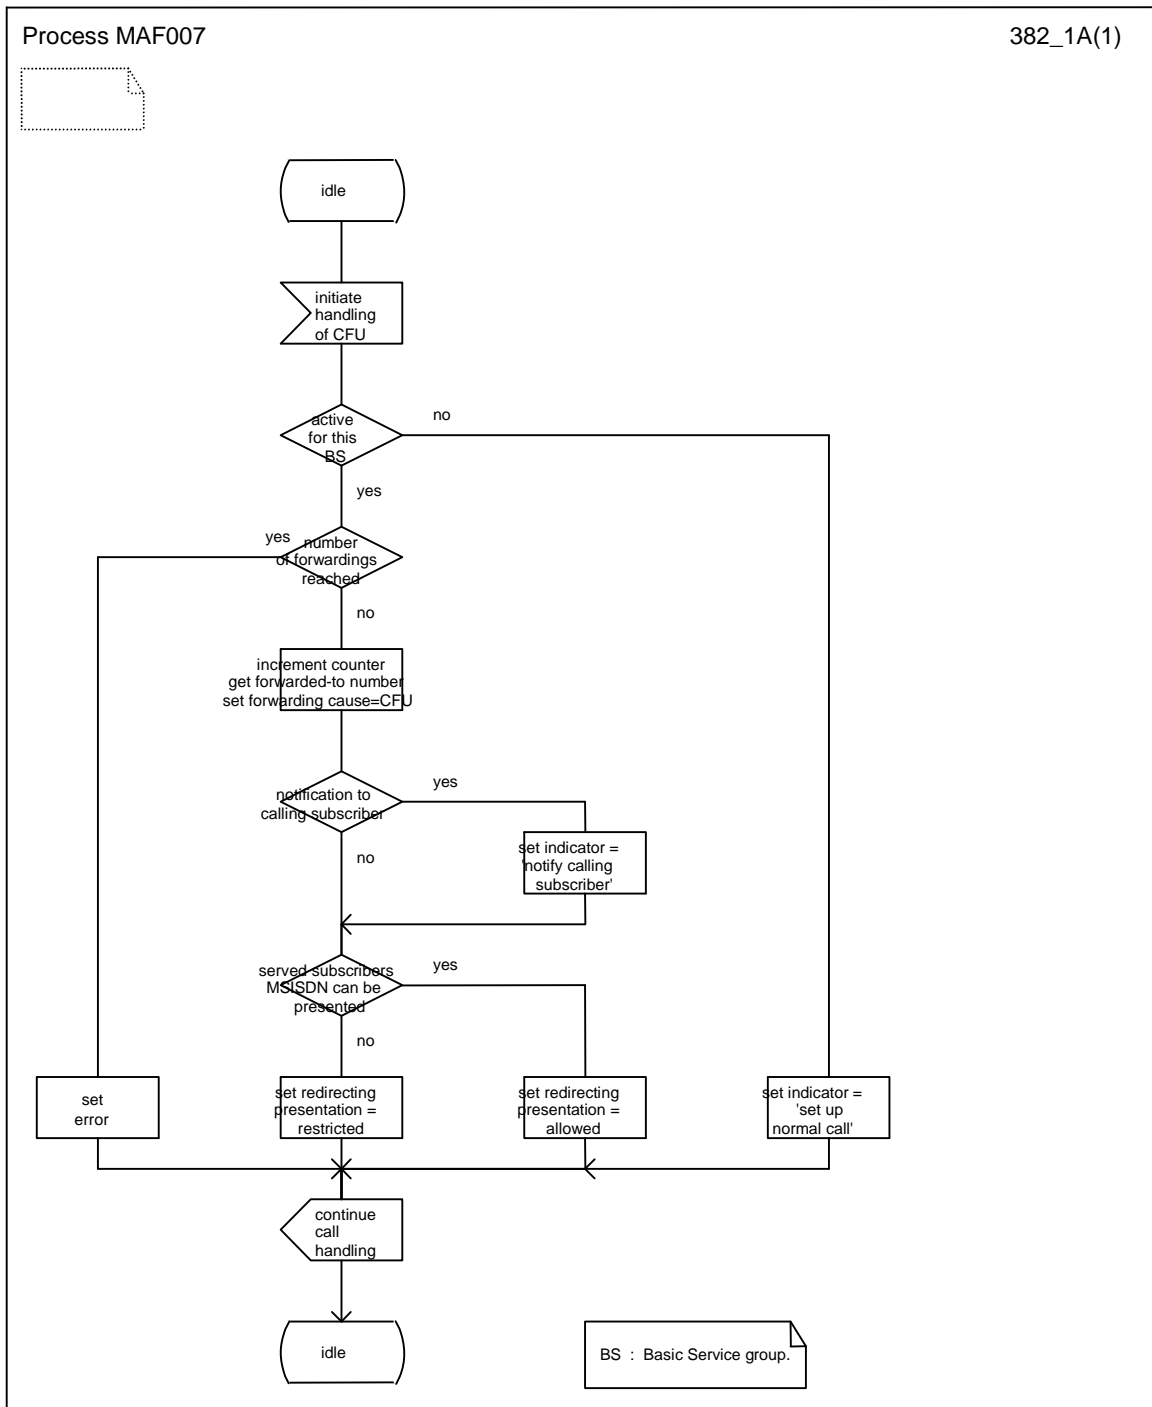 Process MAF007
382_1A(1)
idle
initiate
handling
of CFU
active
for this
BS
no
yes
yes
number
of forwardings
reached
no
increment counter
get forwarded-to number
set forwarding cause=CFU
notification to
calling subscriber
yes
no
set indicator =
'notify calling
subscriber'
served subscribers
MSISDN can be
presented
yes
no
set
error
set redirecting
presentation =
restricted
set redirecting
presentation =
allowed
set indicator =
'set up
normal call'
continue
call
handling
idle
BS : Basic Service group.